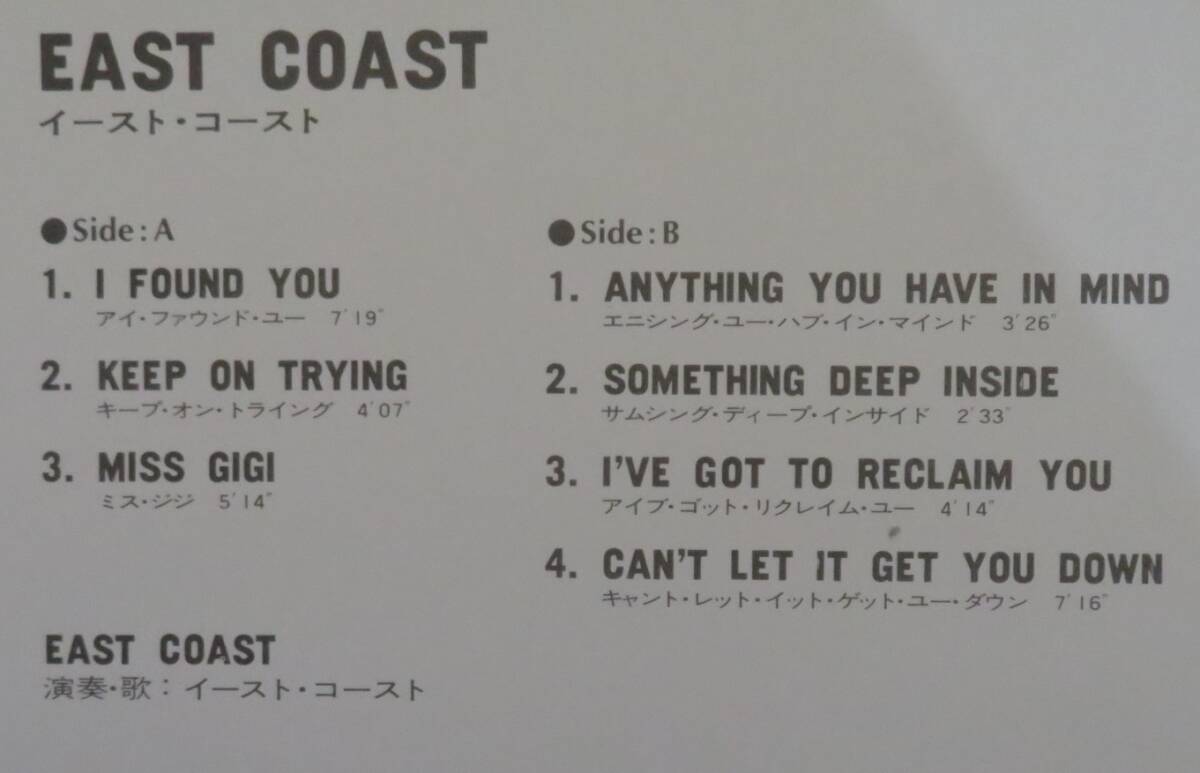 EAST COAST
イースト・コースト
●Side:A
1. I FOUND YOU
アイ・ファウンド・ユー 7'19"
2. KEEP ON TRYING
キープ・オン・トライング 4'07"
3. MISS GIGI
ミス・ジジ 5'14"
●Side:B
1. ANYTHING YOU HAVE IN MIND
エニシング・ユー・ハブ・イン・マインド 3'26"
2. SOMETHING DEEP INSIDE
サムシング・ディープ・インサイド 2'33"
3. I'VE GOT TO RECLAIM YOU
アイブ・ゴット・リクレイム・ユー 4'14"
4. CAN'T LET IT GET YOU DOWN
キャント・レット・イット・ゲット・ユー・ダウン 7'16"
EAST COAST
演奏・歌：イースト・コースト